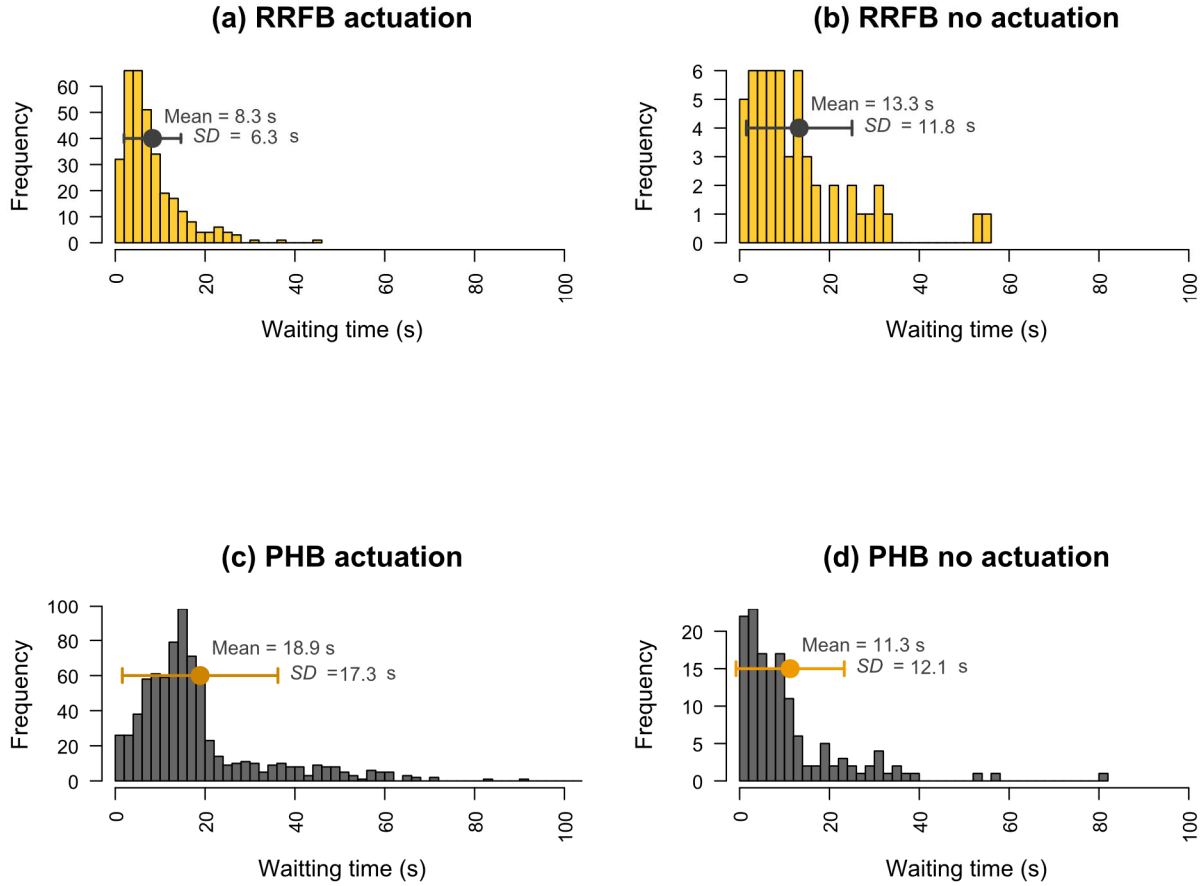 (a) RRFB actuation
Frequency
60
50
40
30
20
10
0
Mean = 8.3 s
SD = 6.3 s
0
20
40
60
80
100
Waiting time (s)
(b) RRFB no actuation
Frequency
6
5
4
3
2
1
0
Mean = 13.3 s
SD = 11.8 s
0
20
40
60
80
100
Waiting time (s)
(c) PHB actuation
Frequency
100
80
60
40
20
0
Mean = 18.9 s
SD =17.3 s
0
20
40
60
80
100
Waitting time (s)
(d) PHB no actuation
Frequency
20
15
10
5
0
Mean = 11.3 s
SD =12.1 s
0
20
40
60
80
100
Waiting time (s)